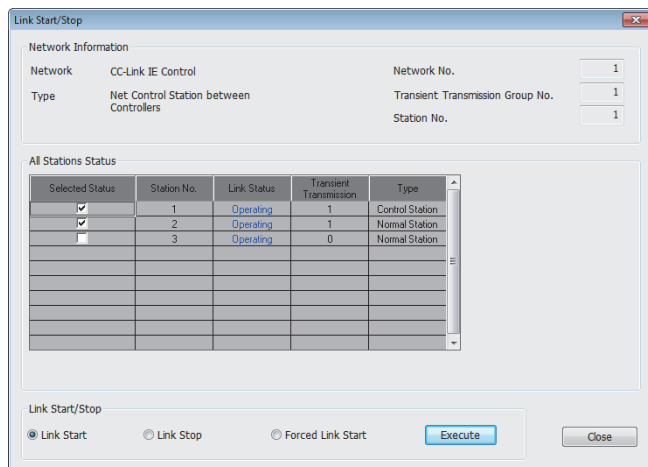 Link Start/Stop
Network Information
Network CC-Link IE Control Network No. 1
Type Net Control Station between Controllers Transient Transmission Group No. 1
Station No. 1
All Stations Status
Selected Status Station No. Link Status Transient Transmission Type
1 Operating 1 Control Station
2 Operating 1 Normal Station
3 Operating 0 Normal Station
Link Start/Stop
Link Start Link Stop Forced Link Start Execute Close